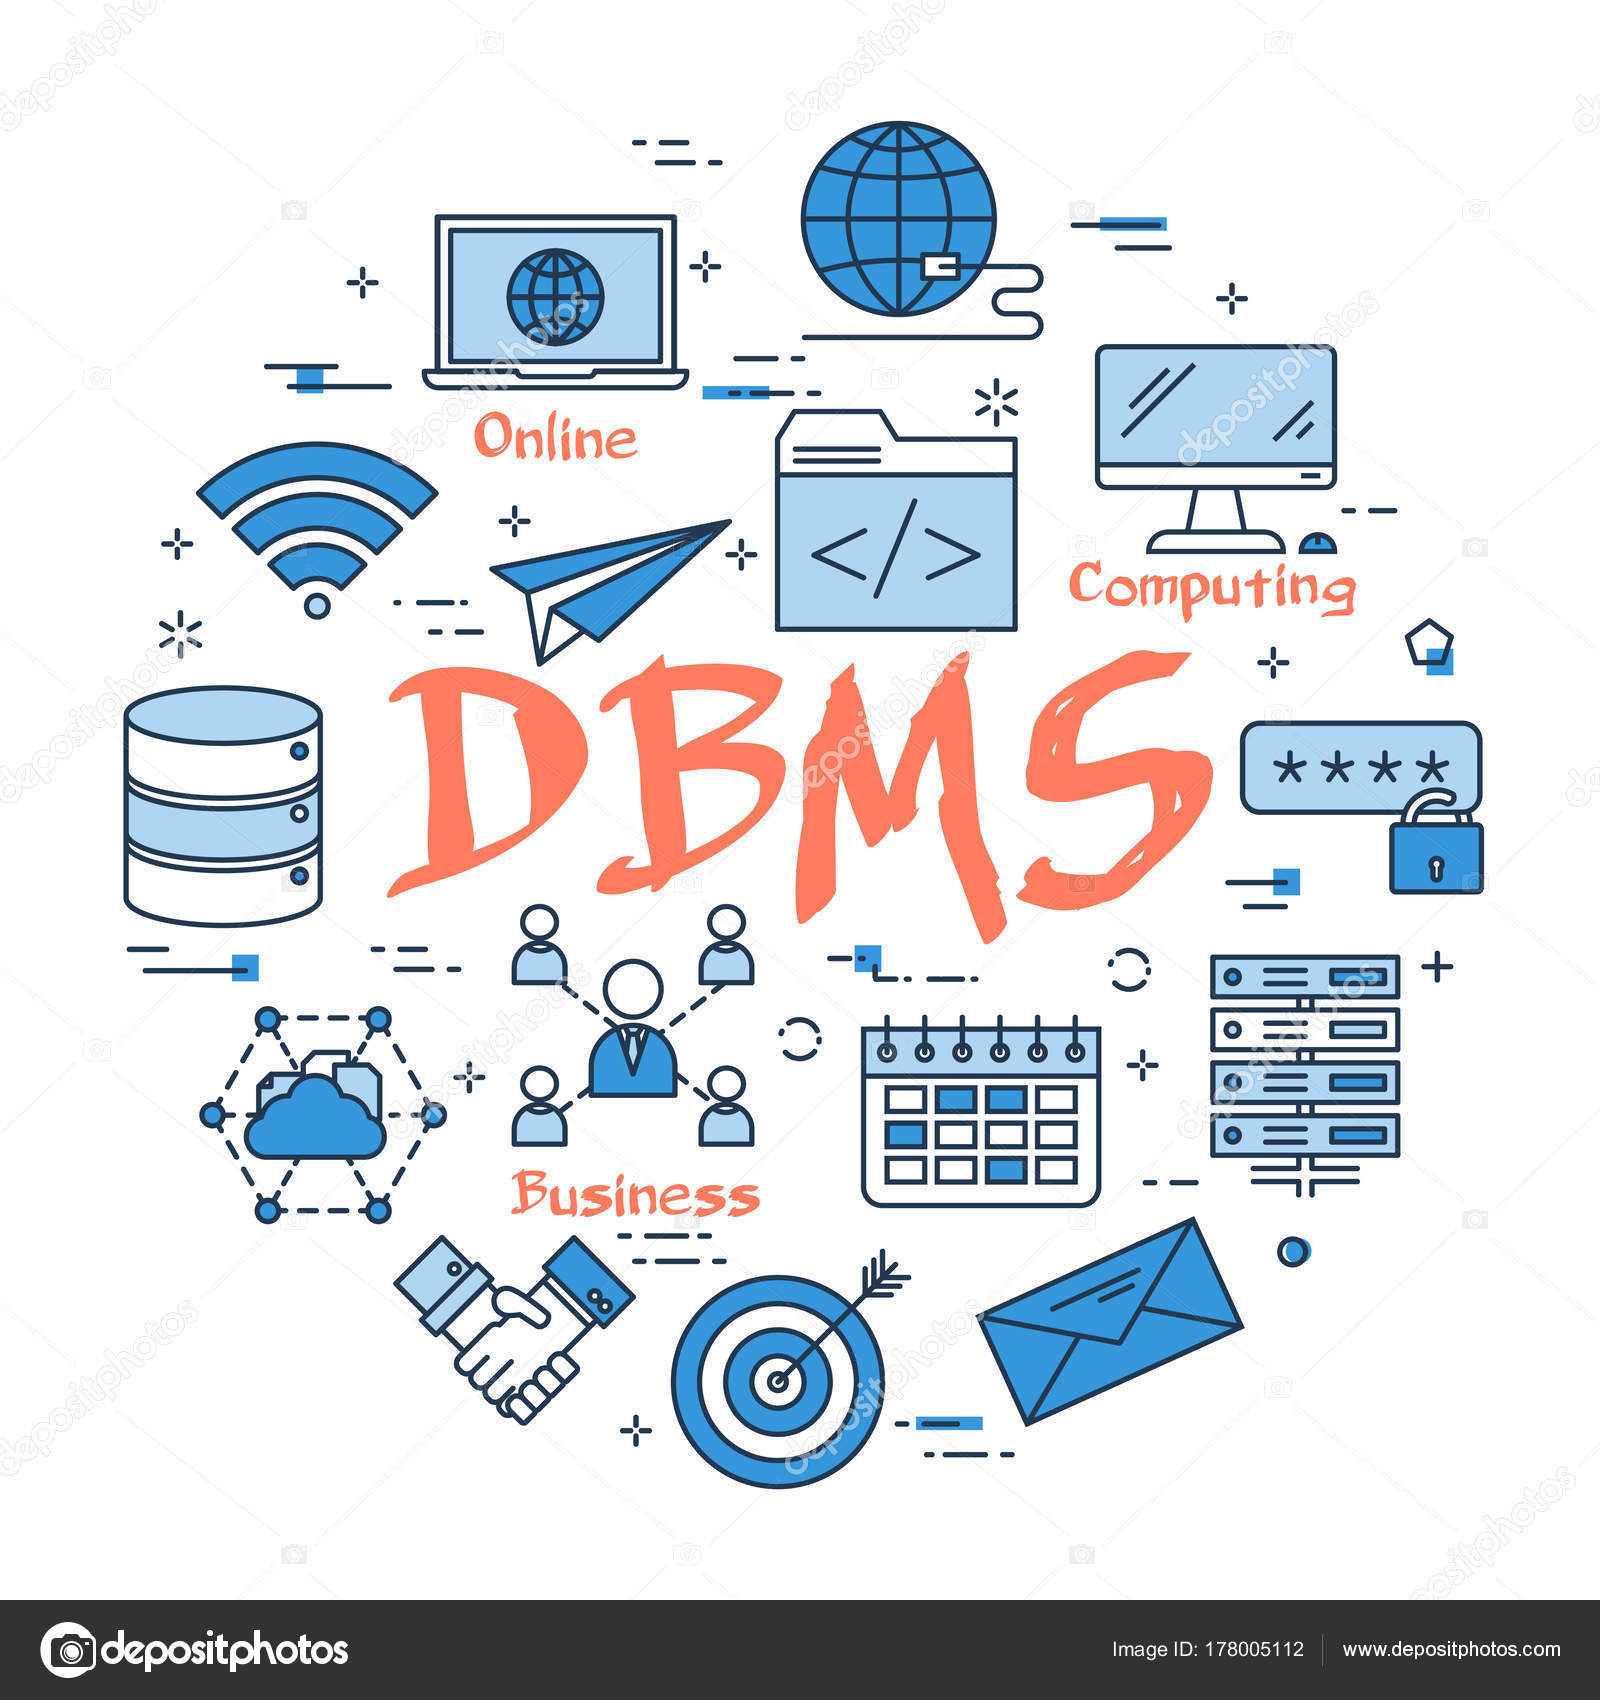 Online
</>
Computing
DBMS
****
Business
depositphotos
Image ID: 178005112
www.depositphotos.com